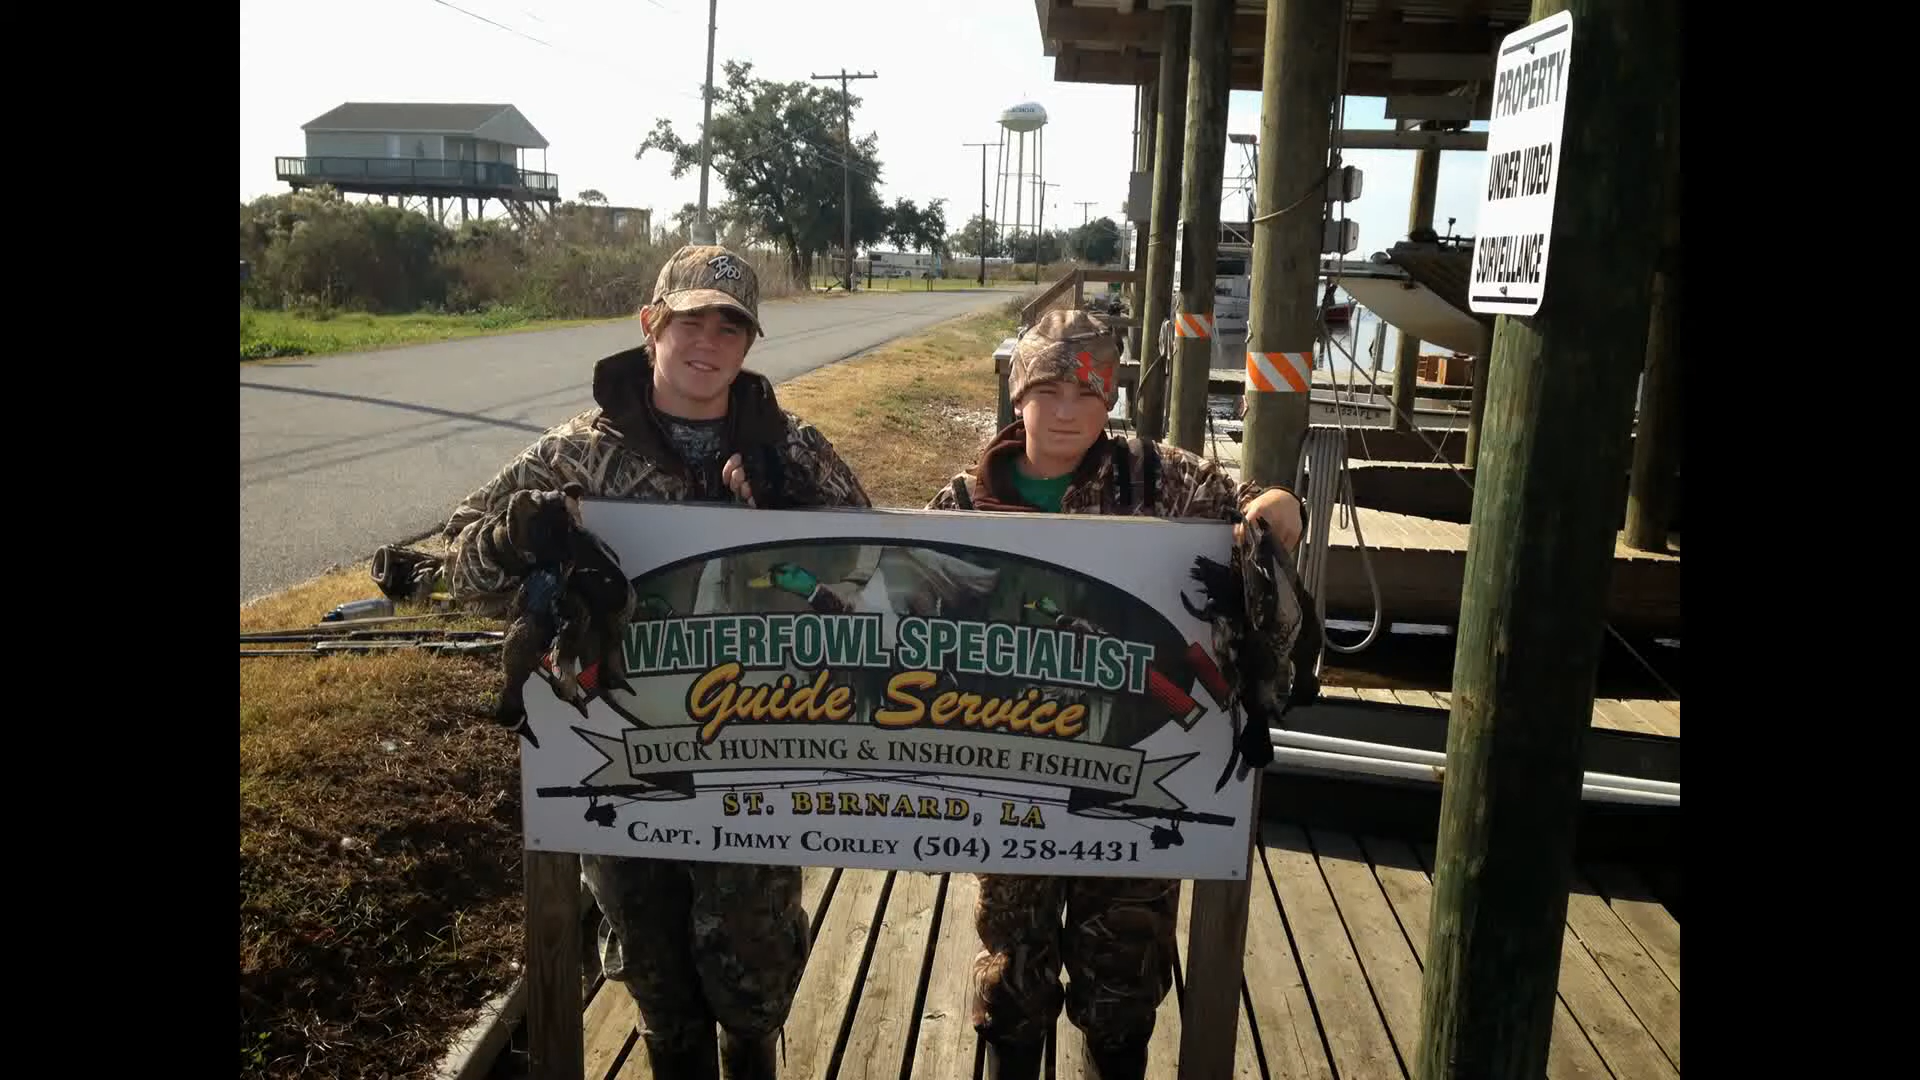 PROPERTY
UNDER VIDEO
SURVEILLANCE
Boo
WATERFOWL SPECIALIST
Guide Service
DUCK HUNTING & INSHORE FISHING
ST. BERNARD, LA
CAPT. JIMMY CORLEY (504) 258-4431